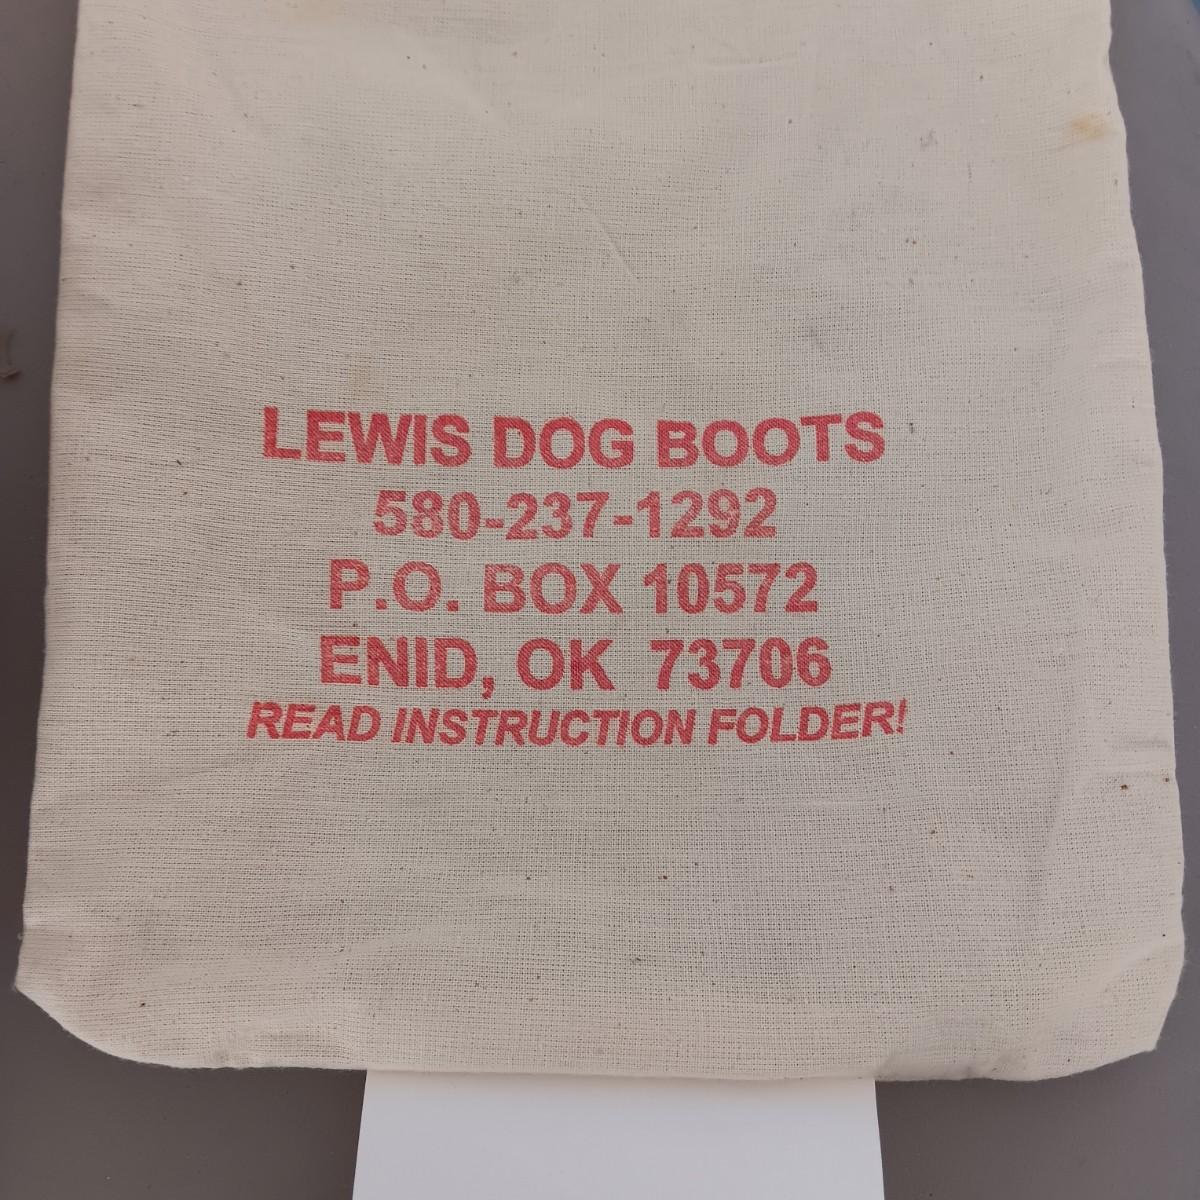 LEWIS DOG BOOTS
580-237-1292
P.O. BOX 10572
ENID, OK 73706
READ INSTRUCTION FOLDER!